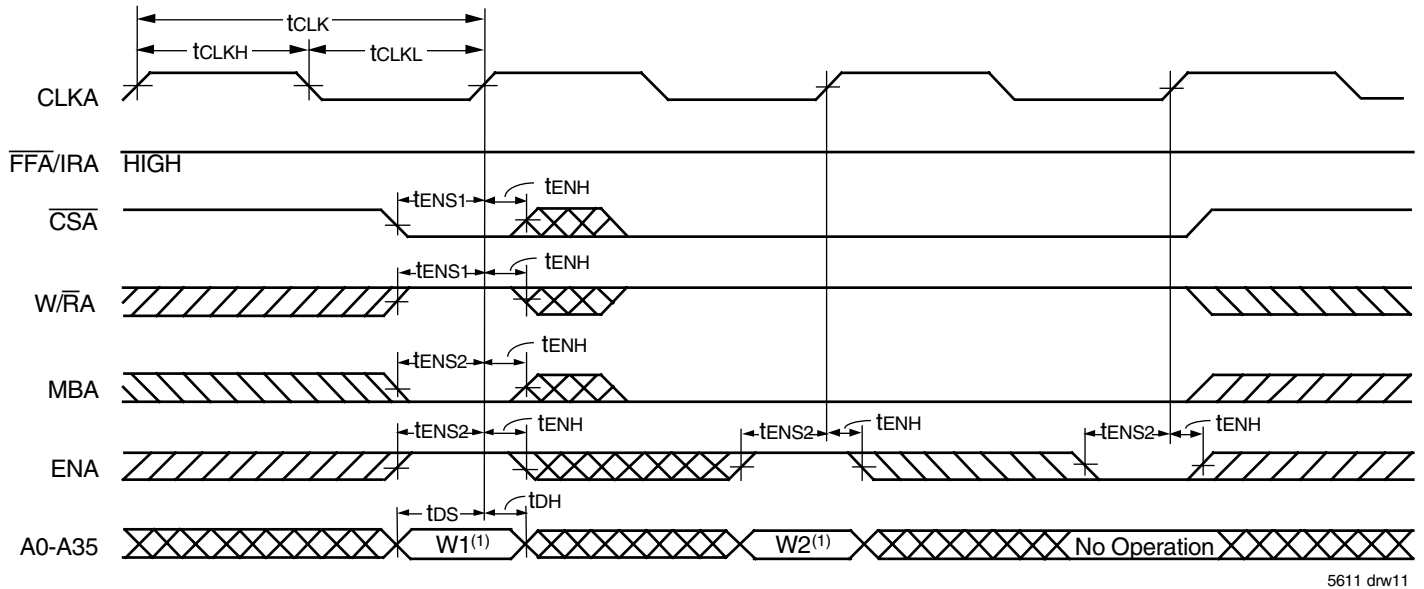 tCLK
tCLKH tCLKL
CLKA
FFA/IRA HIGH
tENS1 tENH
CSA
tENS1 tENH
W/RA
tENS2 tENH
MBA
tENS2 tENH tENS2 tENH tENS2 tENH
ENA
tDS tDH
A0-A35 W1(1) W2(1) No Operation
5611 drw11